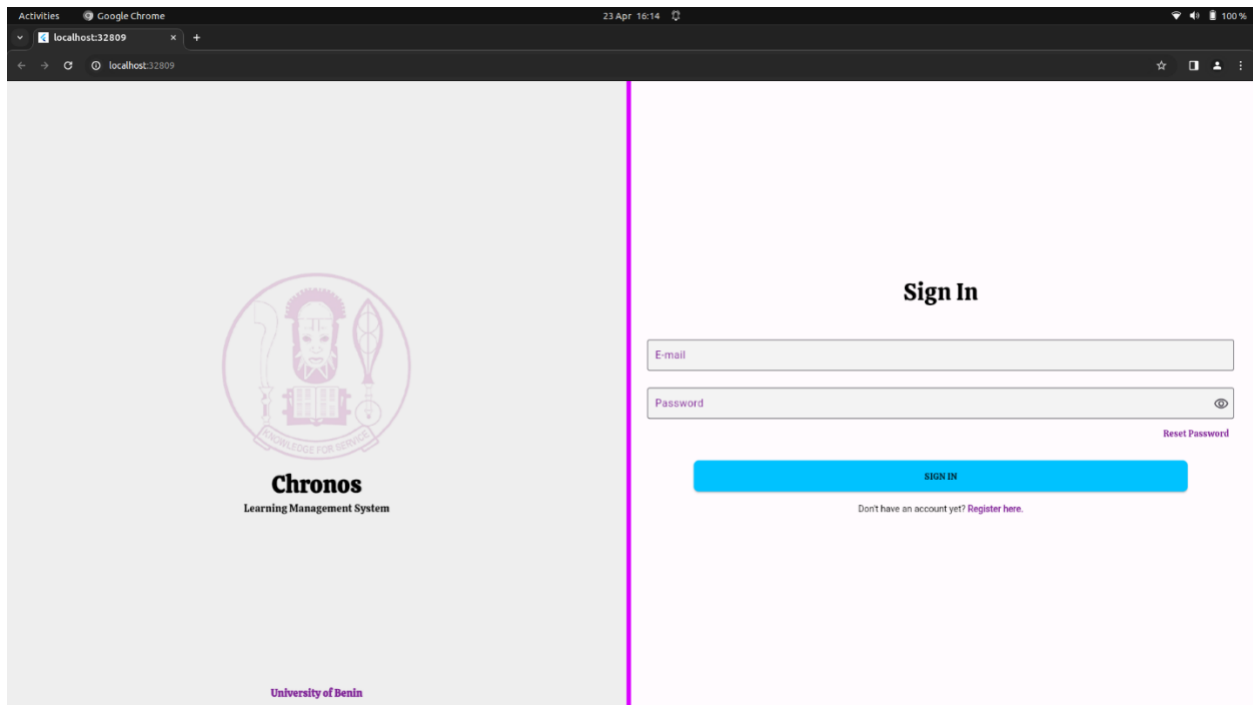 Activities Google Chrome 23 Apr 16:14 100 %
localhost:32809
localhost:32809
KNOWLEDGE FOR SERVICE
Chronos
Learning Management System
University of Benin
Sign In
E-mail
Password
Reset Password
SIGN IN
Don't have an account yet? Register here.